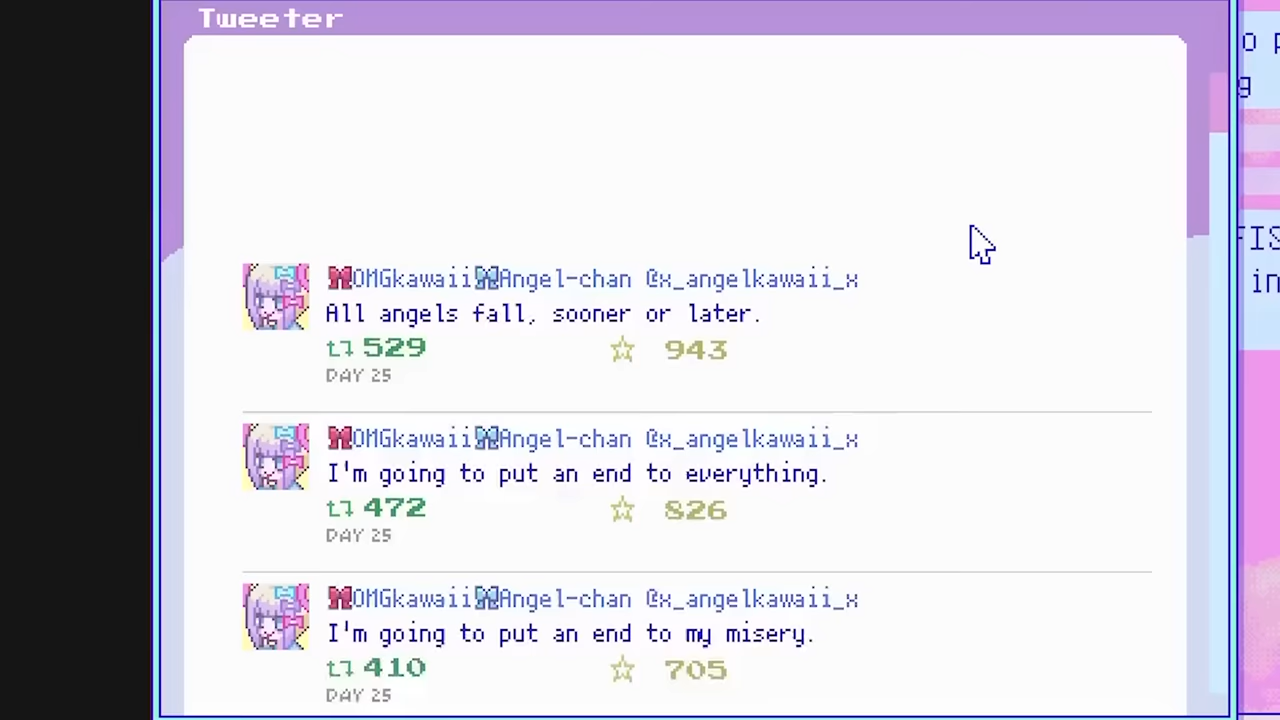 Tweeter
OMGkawaii Angel-chan @x_angelkawaii_x
All angels fall, sooner or later.
529 943
DAY 25
OMGkawaii Angel-chan @x_angelkawaii_x
I'm going to put an end to everything.
472 826
DAY 25
OMGkawaii Angel-chan @x_angelkawaii_x
I'm going to put an end to my misery.
410 705
DAY 25
in